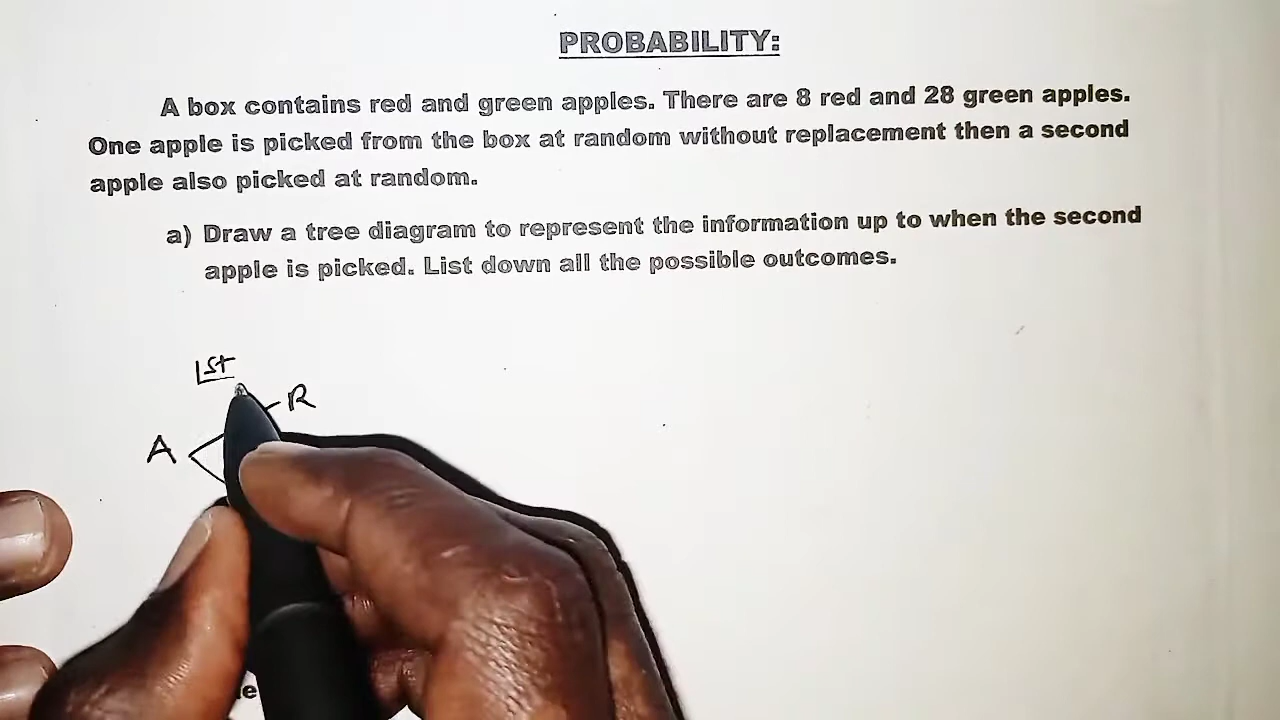 PROBABILITY:
A box contains red and green apples. There are 8 red and 28 green apples.
One apple is picked from the box at random without replacement then a second
apple also picked at random.
a) Draw a tree diagram to represent the information up to when the second
apple is picked. List down all the possible outcomes.
1st
R
A